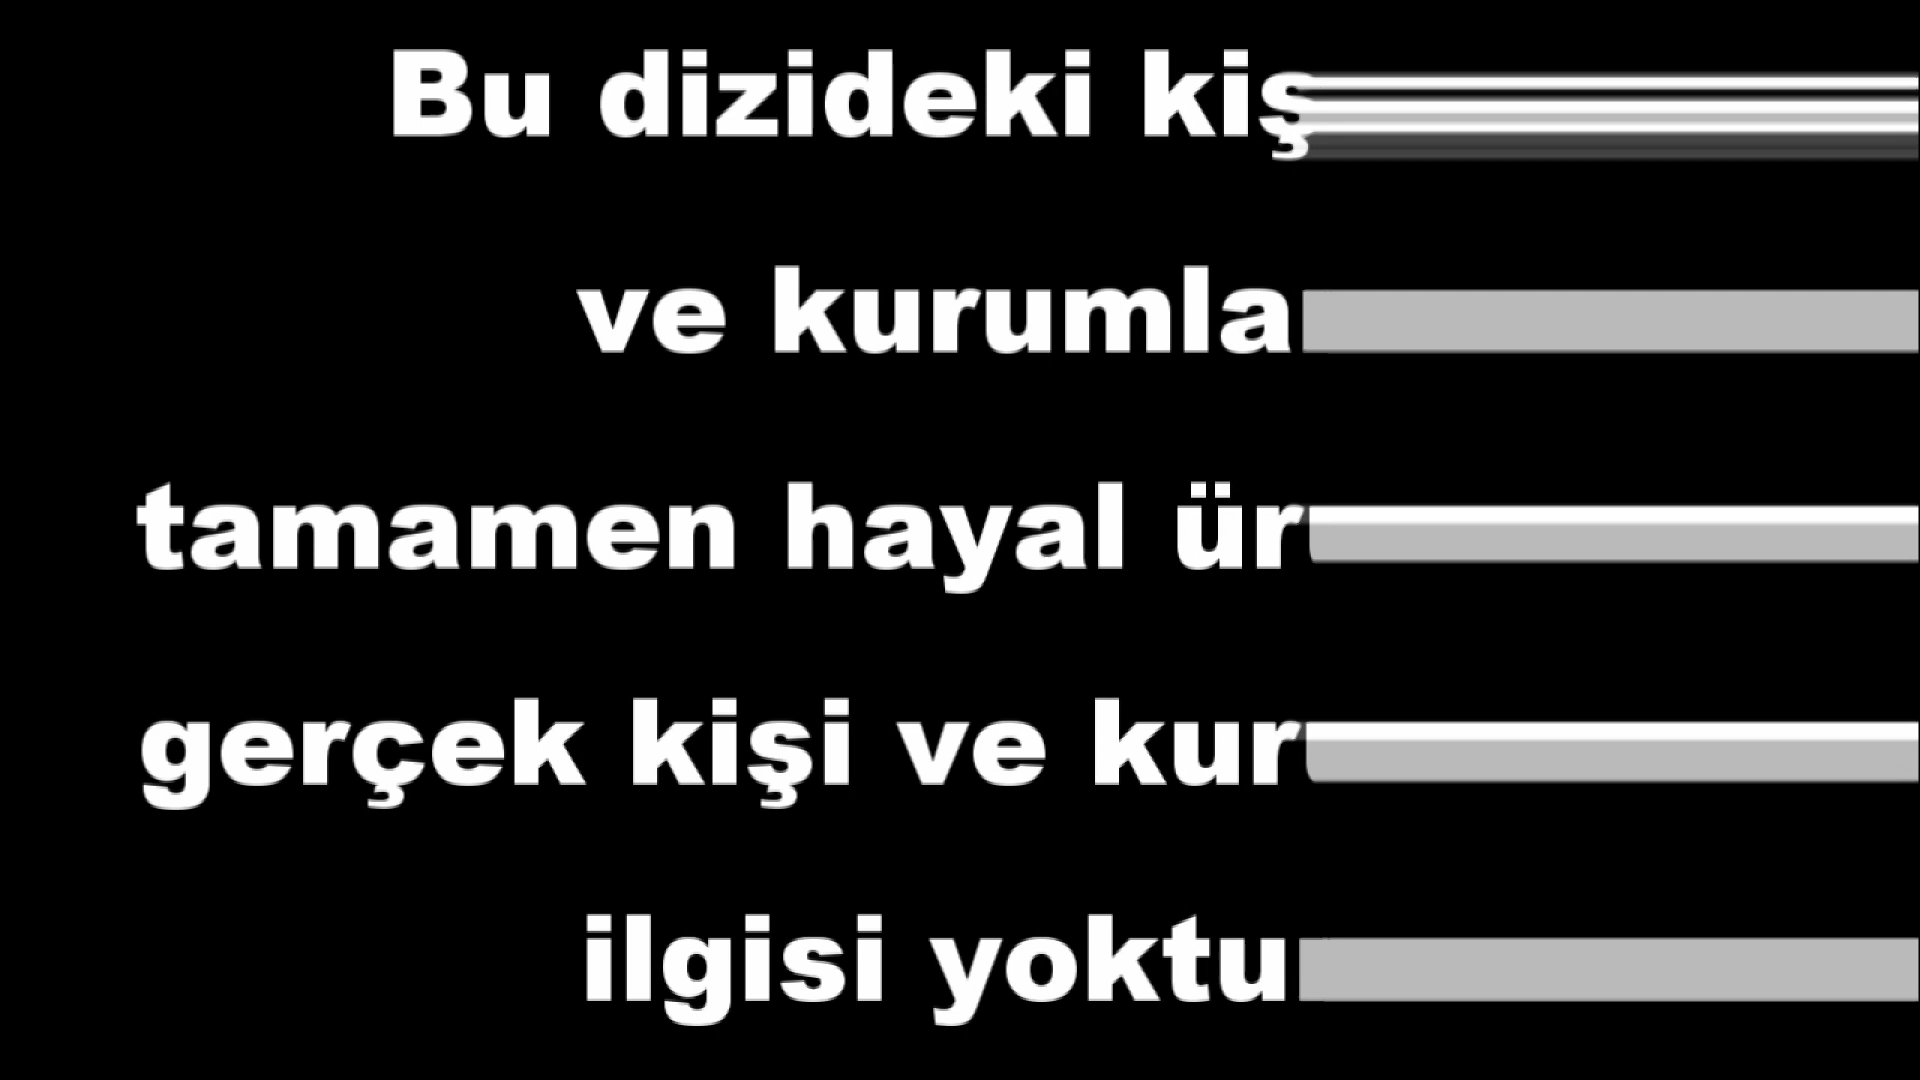 Bu dizideki kiş
ve kurumla
tamamen hayal ür
gerçek kişi ve kur
ilgisi yoktu